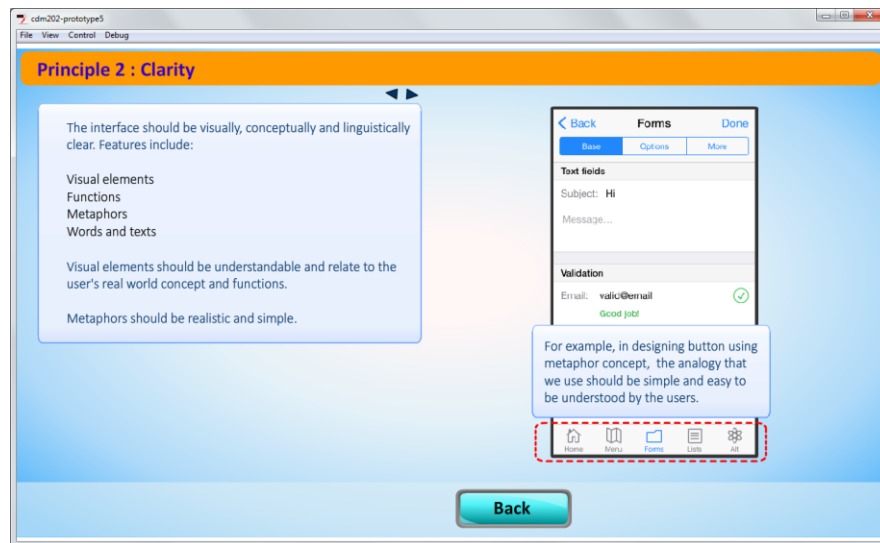 cdm202-prototype5
File View Control Debug
Principle 2 : Clarity
The interface should be visually, conceptually and linguistically
clear. Features include:
Visual elements
Functions
Metaphors
Words and texts
Visual elements should be understandable and relate to the
user's real world concept and functions.
Metaphors should be realistic and simple.
Back Forms Done
Base Options More
Text fields
Subject: Hi
Message...
Validation
Email: valid@email
Good job!
For example, in designing button using
metaphor concept, the analogy that
we use should be simple and easy to
be understood by the users.
Home Menu Forms Lists Alt
Back